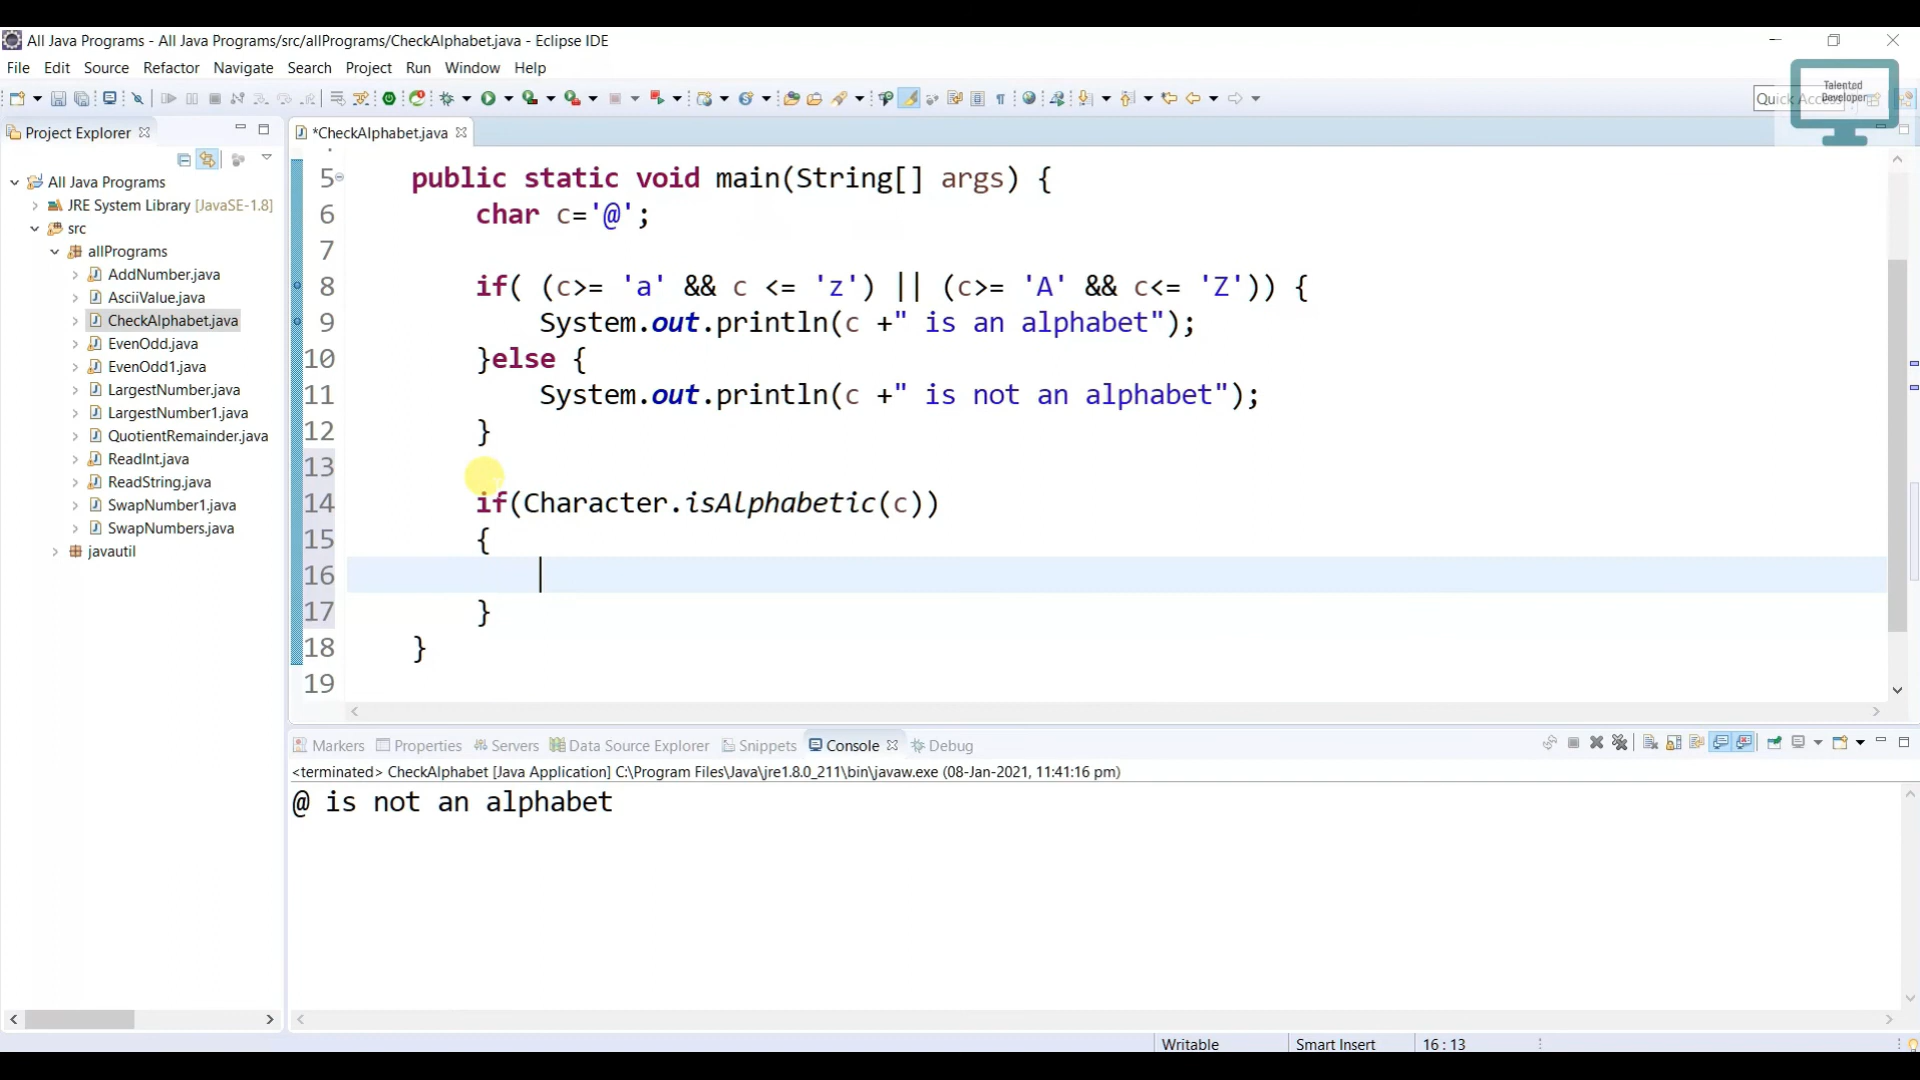 All Java Programs - All Java Programs/src/allPrograms/CheckAlphabet.java - Eclipse IDE
File Edit Source Refactor Navigate Search Project Run Window Help
Talented
Developer
Quick Access
Project Explorer
*CheckAlphabet.java
All Java Programs
JRE System Library [JavaSE-1.8]
src
allPrograms
AddNumber.java
AsciiValue.java
CheckAlphabet.java
EvenOdd.java
EvenOdd1.java
LargestNumber.java
LargestNumber1.java
QuotientRemainder.java
ReadInt.java
ReadString.java
SwapNumber1.java
SwapNumbers.java
javautil
5 public static void main(String[] args) {
6 char c='@';
7
8 if( (c>= 'a' && c <= 'z') || (c>= 'A' && c<= 'Z')) {
9 System.out.println(c +" is an alphabet");
10 }else {
11 System.out.println(c +" is not an alphabet");
12 }
13
14 if(Character.isAlphabetic(c))
15 {
16
17 }
18 }
19
Markers Properties Servers Data Source Explorer Snippets Console Debug
<terminated> CheckAlphabet [Java Application] C:\Program Files\Java\jre1.8.0_211\bin\javaw.exe (08-Jan-2021, 11:41:16 pm)
@ is not an alphabet
Writable Smart Insert 16 : 13